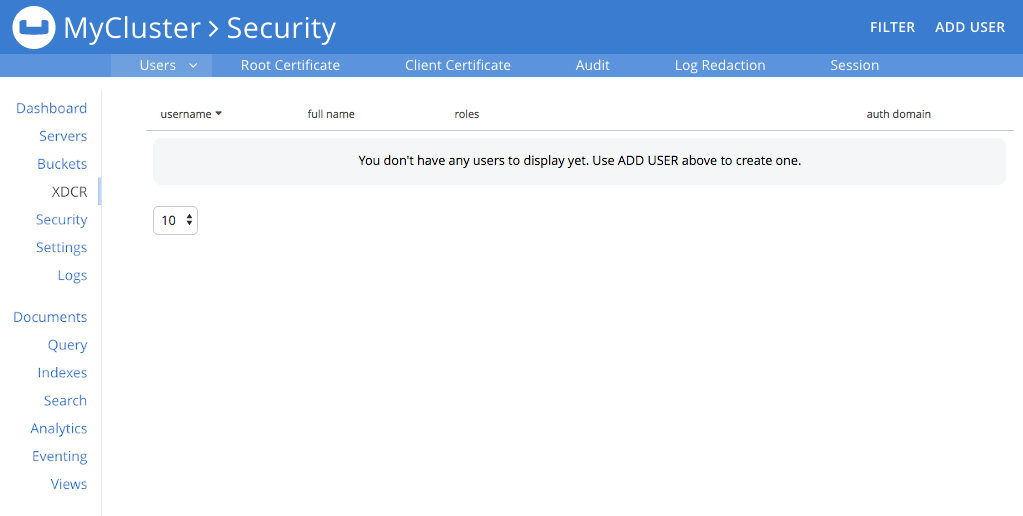 MyCluster > Security
FILTER ADD USER
Users Root Certificate Client Certificate Audit Log Redaction Session
Dashboard
Servers
Buckets
XDCR
Security
Settings
Logs
Documents
Query
Indexes
Search
Analytics
Eventing
Views
username full name roles auth domain
You don't have any users to display yet. Use ADD USER above to create one.
10